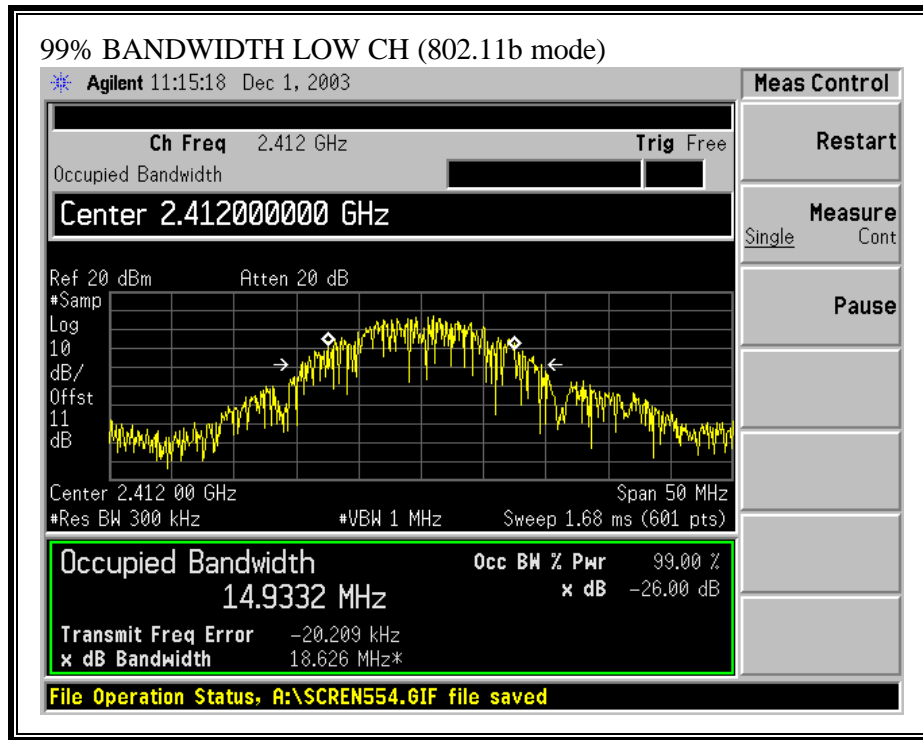 99% BANDWIDTH LOW CH (802.11b mode)
Agilent 11:15:18 Dec 1, 2003
Meas Control
Ch Freq 2.412 GHz Trig Free
Occupied Bandwidth
Restart
Center 2.412000000 GHz
Measure
Single Cont
Ref 20 dBm Atten 20 dB
#Samp
Log
10
dB/
Offst
11
dB
Pause
Center 2.412 00 GHz Span 50 MHz
#Res BW 300 kHz #VBW 1 MHz Sweep 1.68 ms (601 pts)
Occupied Bandwidth Occ BW % Pwr 99.00 %
14.9332 MHz x dB -26.00 dB
Transmit Freq Error -20.209 kHz
x dB Bandwidth 18.626 MHz*
File Operation Status, A:\SCREN554.GIF file saved